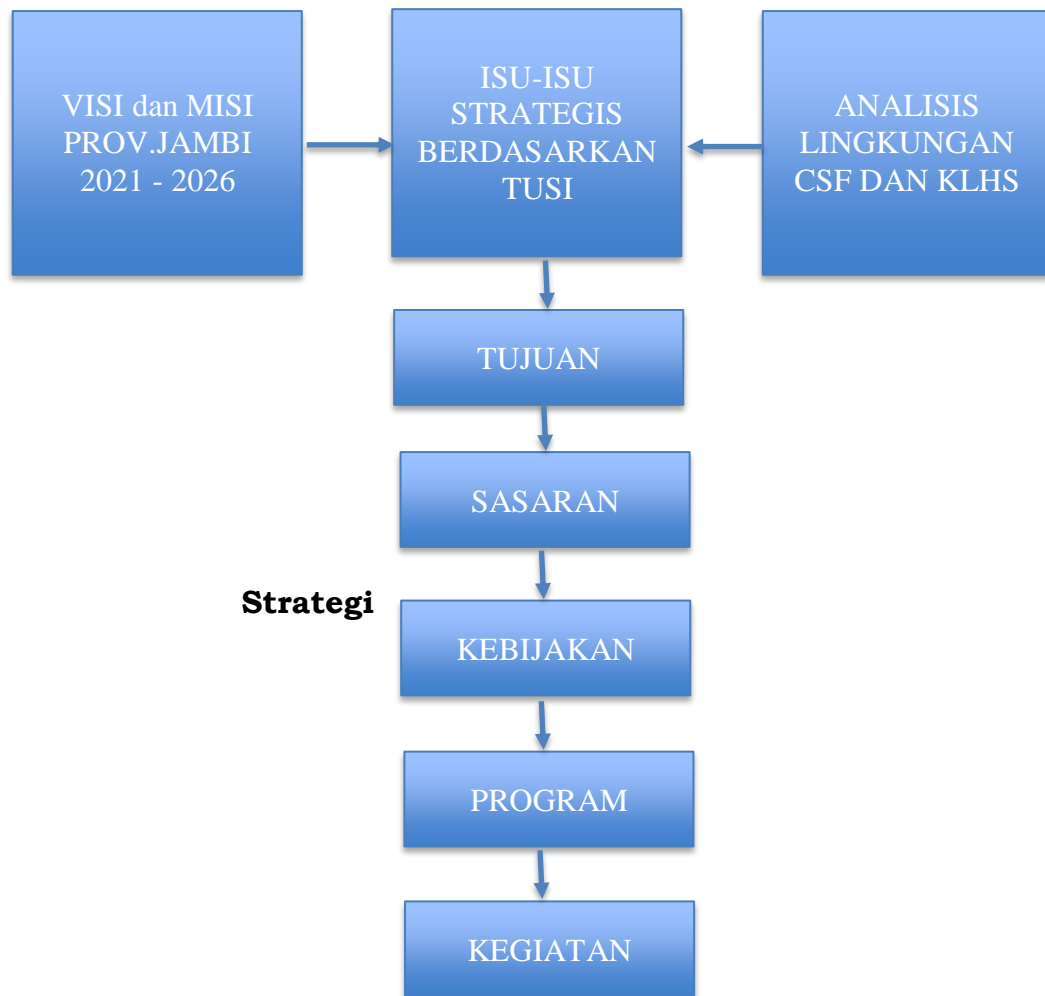 VISI dan MISI
PROV.JAMBI
2021 - 2026
ISU-ISU
STRATEGIS
BERDASARKAN
TUSI
ANALISIS
LINGKUNGAN
CSF DAN KLHS
TUJUAN
SASARAN
Strategi
KEBIJAKAN
PROGRAM
KEGIATAN